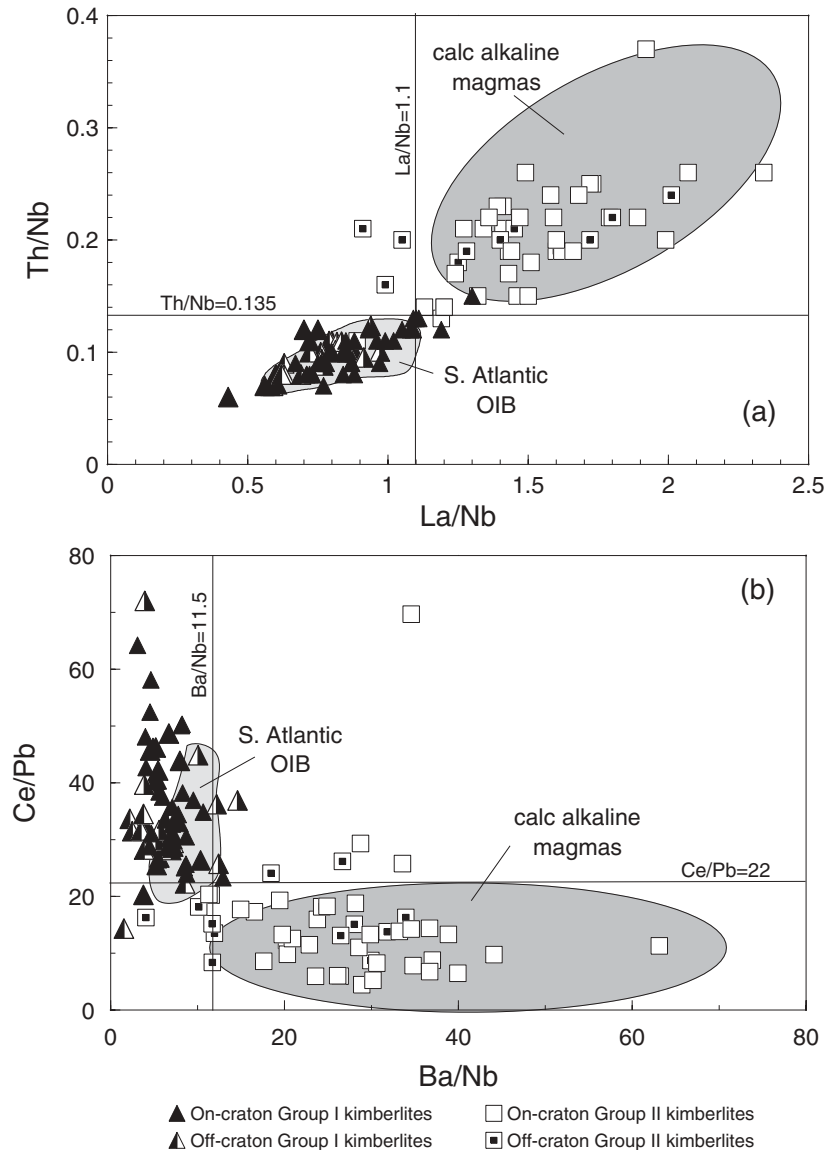 0.4
calc alkaline
magmas
La/Nb=1.1
0.3
Th/Nb
0.2
Th/Nb=0.135
0.1
S. Atlantic
OIB
(a)
0
0
0.5
1
1.5
2
2.5
La/Nb
80
(b)
Ba/Nb=11.5
60
S. Atlantic
OIB
Ce/Pb
40
calc alkaline
magmas
Ce/Pb=22
20
0
0
20
40
60
80
Ba/Nb
On-craton Group I kimberlites
On-craton Group II kimberlites
Off-craton Group I kimberlites
Off-craton Group II kimberlites